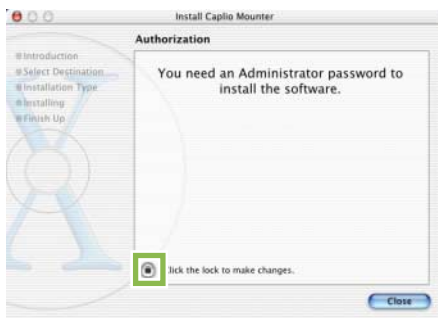 Install Caplio Mounter
Authorization
Introduction
Select Destination
Installation Type
Installing
Finish Up
You need an Administrator password to
install the software.
Click the lock to make changes.
Close